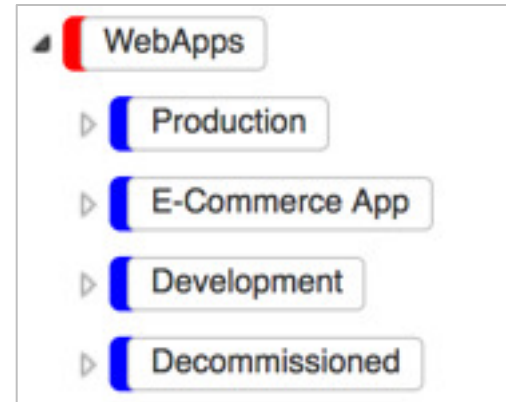 WebApps
Production
E-Commerce App
Development
Decommissioned